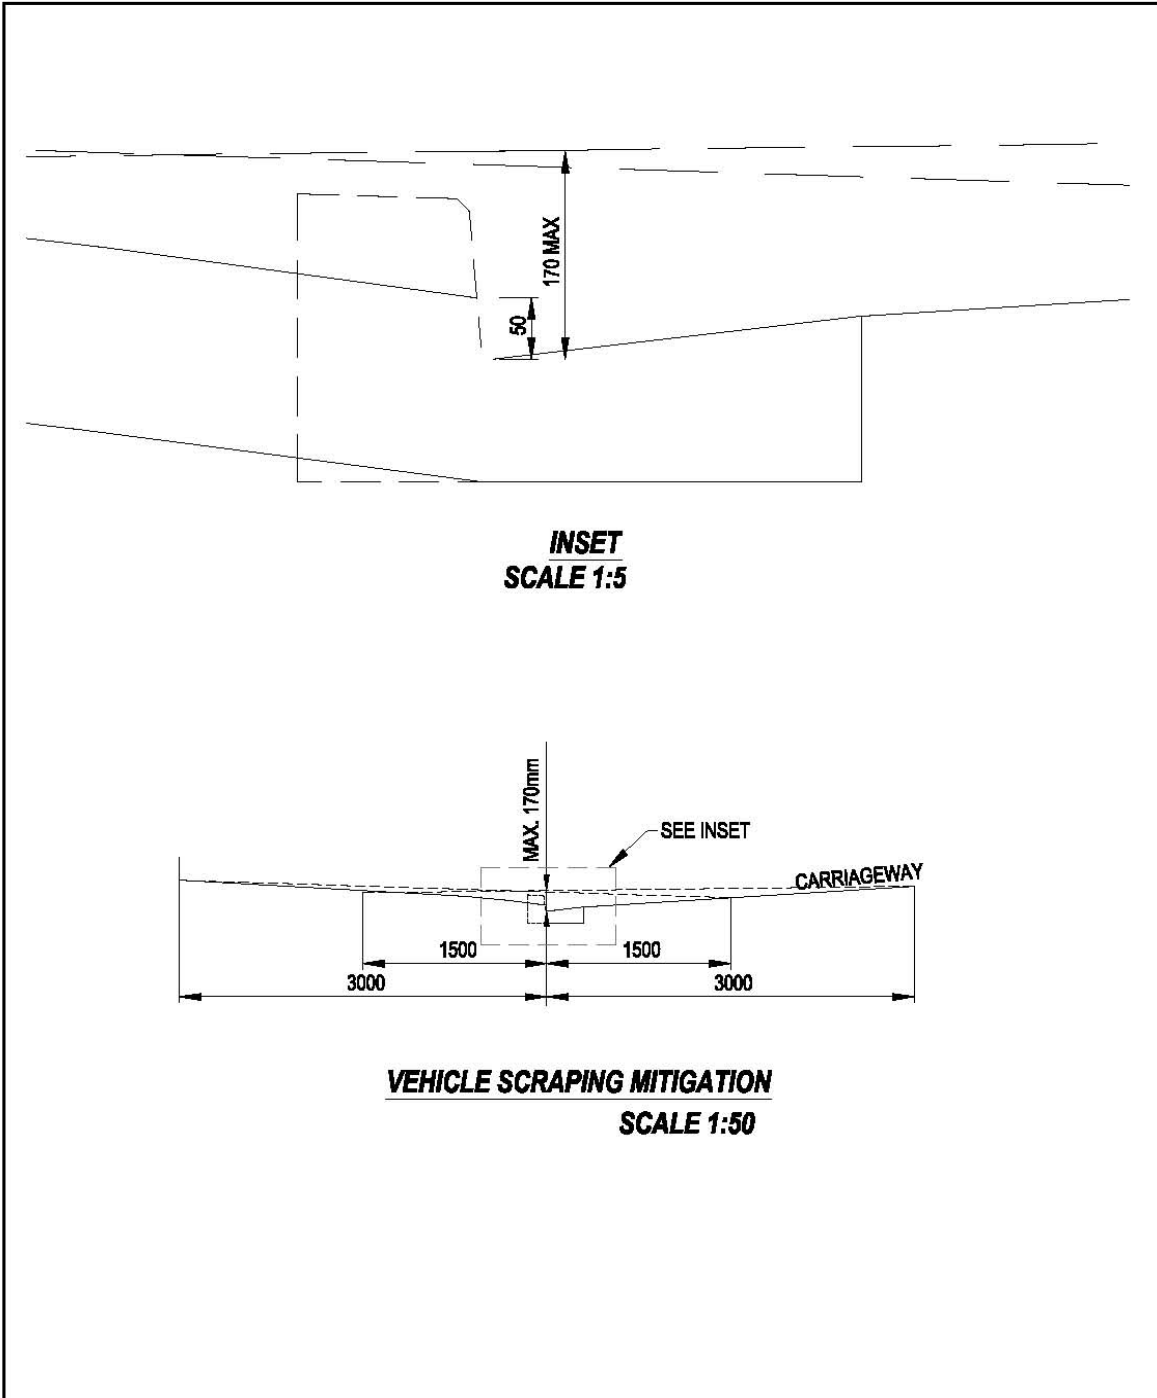 170 MAX
50
INSET
SCALE 1:5
MAX. 170mm
SEE INSET
CARRIAGEWAY
1500
1500
3000
3000
VEHICLE SCRAPING MITIGATION
SCALE 1:50